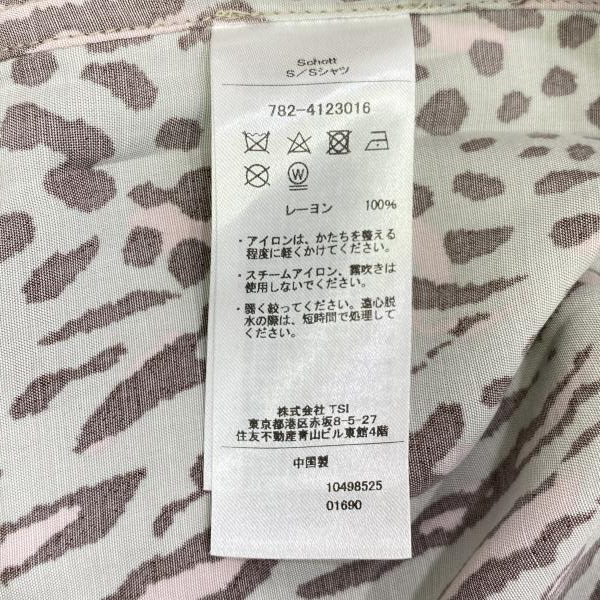 Schott
S／Sシャツ
782-4123016
W
レーヨン 100%
・アイロンは、かたちを整える
程度に軽くかけてください。
・スチームアイロン、霧吹きは
使用しないでください。
・弱く絞ってください。遠心脱
水の際は、短時間で処理して
ください。
株式会社 TSI
東京都港区赤坂8-5-27
住友不動産青山ビル東館4階
中国製
10498525
01690